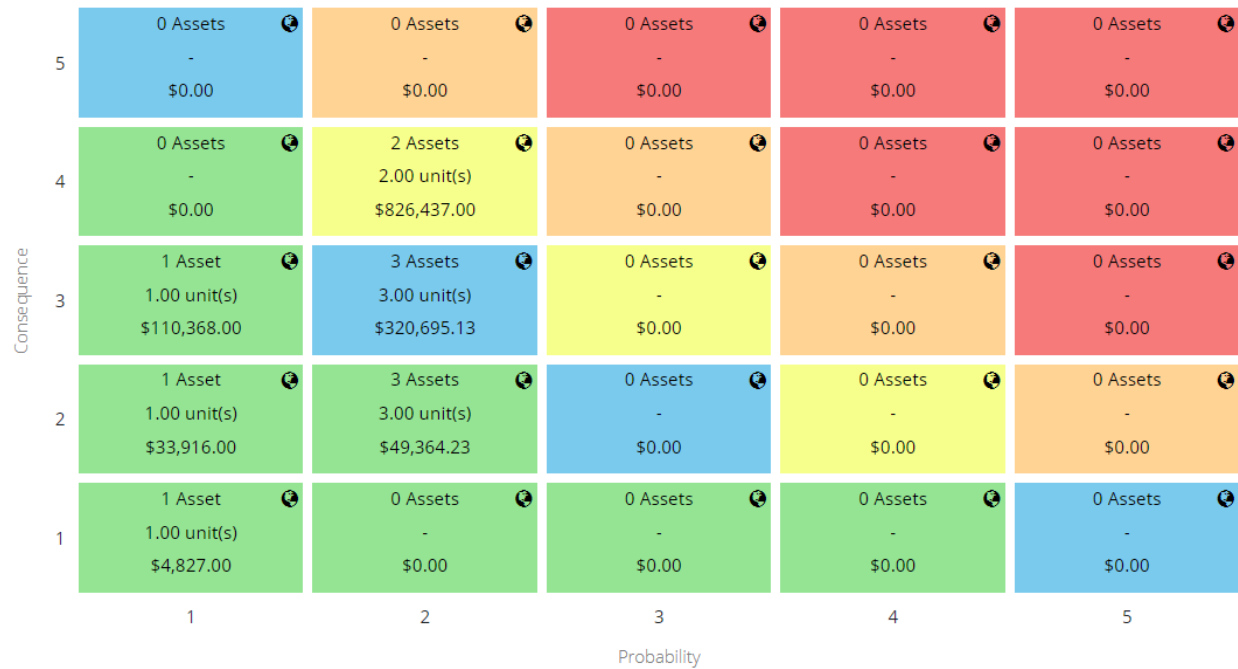 0 Assets 0 Assets 0 Assets 0 Assets 0 Assets
5 - - - - -
$0.00 $0.00 $0.00 $0.00 $0.00
0 Assets 2 Assets 0 Assets 0 Assets 0 Assets
4 - 2.00 unit(s) - - -
$0.00 $826,437.00 $0.00 $0.00 $0.00
Consequence
1 Asset 3 Assets 0 Assets 0 Assets 0 Assets
3 1.00 unit(s) 3.00 unit(s) - - -
$110,368.00 $320,695.13 $0.00 $0.00 $0.00
1 Asset 3 Assets 0 Assets 0 Assets 0 Assets
2 1.00 unit(s) 3.00 unit(s) - - -
$33,916.00 $49,364.23 $0.00 $0.00 $0.00
1 Asset 0 Assets 0 Assets 0 Assets 0 Assets
1 1.00 unit(s) - - - -
$4,827.00 $0.00 $0.00 $0.00 $0.00
1 2 3 4 5
Probability